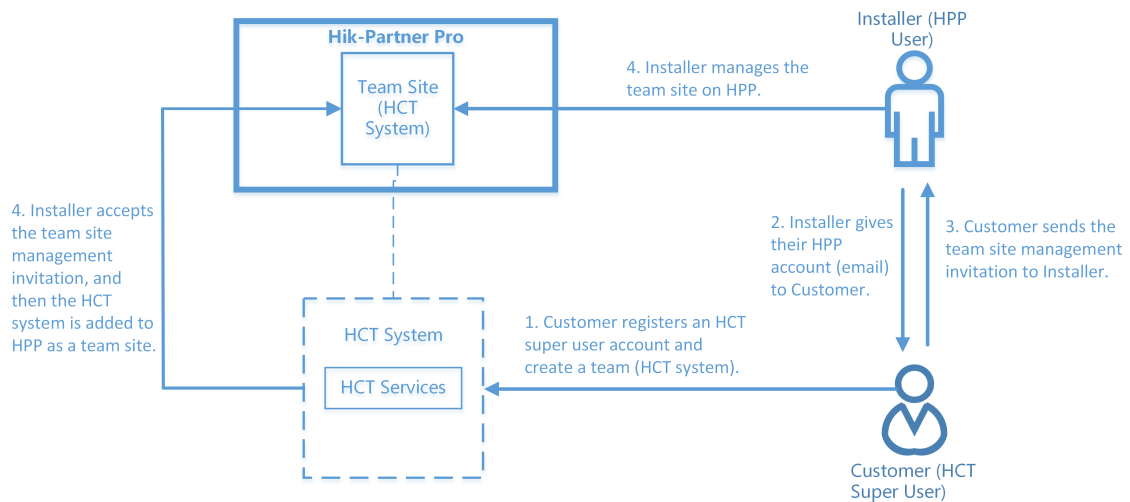 Installer (HPP
User)
Hik-Partner Pro
Team Site
(HCT
System)
4. Installer manages the
team site on HPP.
4. Installer accepts
the team site
management
invitation, and
then the HCT
system is added to
HPP as a team site.
2. Installer gives
their HPP
account (email)
to Customer.
3. Customer sends the
team site management
invitation to Installer.
HCT System
HCT Services
1. Customer registers an HCT
super user account and
create a team (HCT system).
Customer (HCT
Super User)